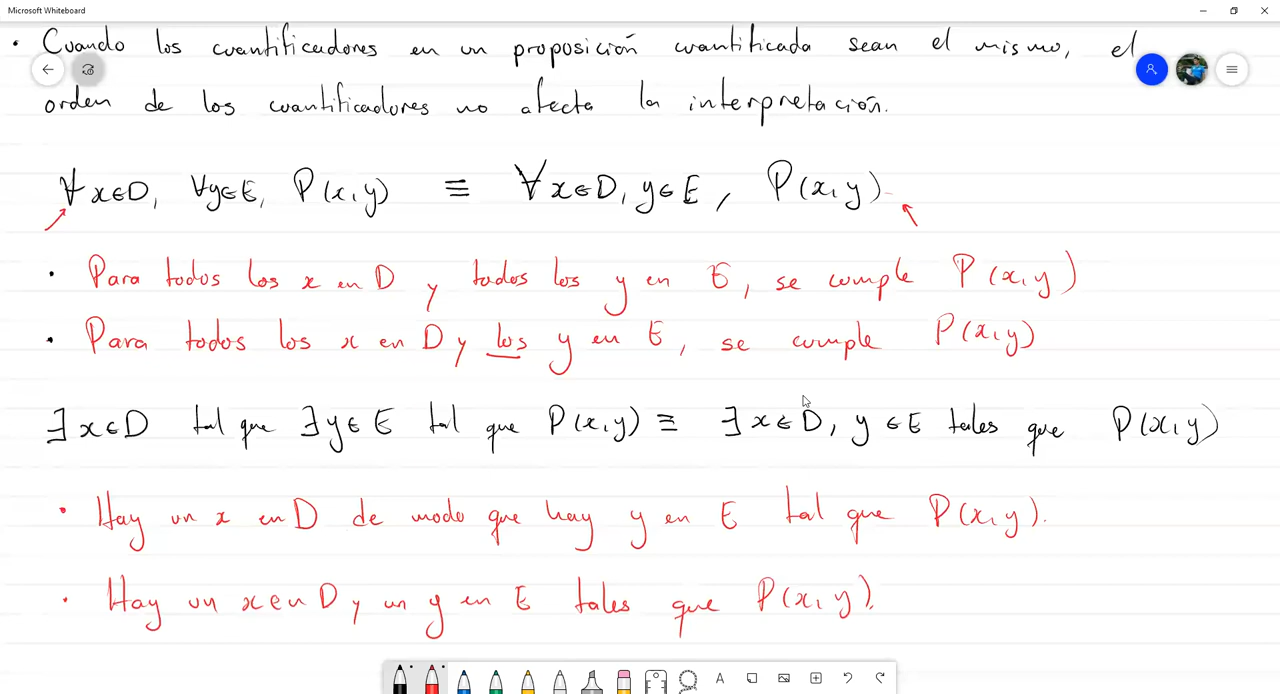 Microsoft Whiteboard
• Cuando los cuantificadores en un proposición cuantificada sean el mismo, el
orden de los cuantificadores no afecta la interpretación.
∀x∈D, ∀y∈E, P(x,y) ≡ ∀x∈D, y∈E, P(x,y)
• Para todos los x en D y todos los y en E, se cumple P(x,y)
• Para todos los x en D y los y en E, se cumple P(x,y)
∃x∈D tal que ∃y∈E tal que P(x,y) ≡ ∃x∈D, y∈E tales que P(x,y)
• Hay un x en D de modo que hay y en E tal que P(x,y).
• Hay un x en D y un y en E tales que P(x,y).